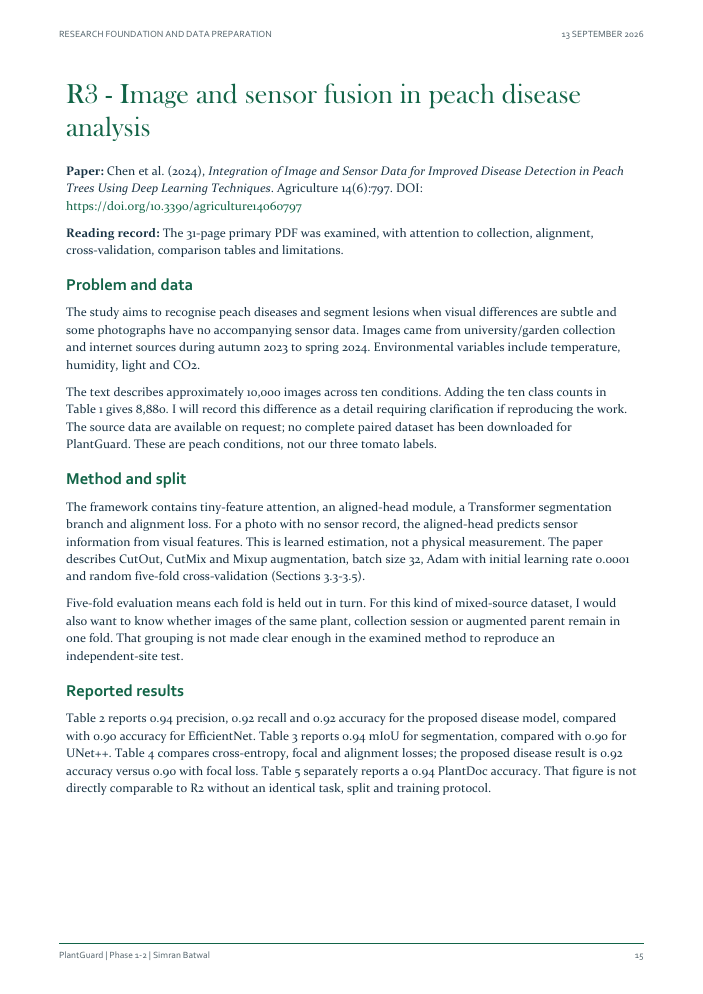 RESEARCH FOUNDATION AND DATA PREPARATION
13 SEPTEMBER 2026
R3 - Image and sensor fusion in peach disease
analysis
Paper: Chen et al. (2024), Integration of Image and Sensor Data for Improved Disease Detection in Peach
Trees Using Deep Learning Techniques. Agriculture 14(6):797. DOI:
https://doi.org/10.3390/agriculture14060797
Reading record: The 31-page primary PDF was examined, with attention to collection, alignment,
cross-validation, comparison tables and limitations.
Problem and data
The study aims to recognise peach diseases and segment lesions when visual differences are subtle and
some photographs have no accompanying sensor data. Images came from university/garden collection
and internet sources during autumn 2023 to spring 2024. Environmental variables include temperature,
humidity, light and CO2.
The text describes approximately 10,000 images across ten conditions. Adding the ten class counts in
Table 1 gives 8,880. I will record this difference as a detail requiring clarification if reproducing the work.
The source data are available on request; no complete paired dataset has been downloaded for
PlantGuard. These are peach conditions, not our three tomato labels.
Method and split
The framework contains tiny-feature attention, an aligned-head module, a Transformer segmentation
branch and alignment loss. For a photo with no sensor record, the aligned-head predicts sensor
information from visual features. This is learned estimation, not a physical measurement. The paper
describes CutOut, CutMix and Mixup augmentation, batch size 32, Adam with initial learning rate 0.0001
and random five-fold cross-validation (Sections 3.3-3.5).
Five-fold evaluation means each fold is held out in turn. For this kind of mixed-source dataset, I would
also want to know whether images of the same plant, collection session or augmented parent remain in
one fold. That grouping is not made clear enough in the examined method to reproduce an
independent-site test.
Reported results
Table 2 reports 0.94 precision, 0.92 recall and 0.92 accuracy for the proposed disease model, compared
with 0.90 accuracy for EfficientNet. Table 3 reports 0.94 mIoU for segmentation, compared with 0.90 for
UNet++. Table 4 compares cross-entropy, focal and alignment losses; the proposed disease result is 0.92
accuracy versus 0.90 with focal loss. Table 5 separately reports a 0.94 PlantDoc accuracy. That figure is not
directly comparable to R2 without an identical task, split and training protocol.
PlantGuard | Phase 1-2 | Simran Batwal
15